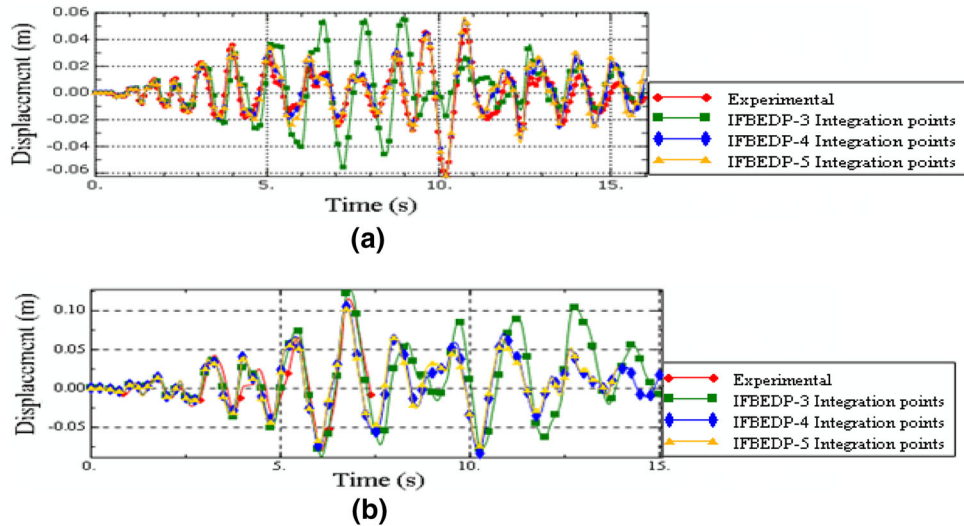 0.06
0.04
0.02
0.00
-0.02
-0.04
-0.06
Displacement (m)
0.
5.
10.
15.
Time (s)
Experimental
IFBEDP-3 Integration points
IFBEDP-4 Integration points
IFBEDP-5 Integration points
(a)
0.10
0.05
0.00
-0.05
Displacement (m)
0.
5.
10.
15.
Time (s)
Experimental
IFBEDP-3 Integration points
IFBEDP-4 Integration points
IFBEDP-5 Integration points
(b)